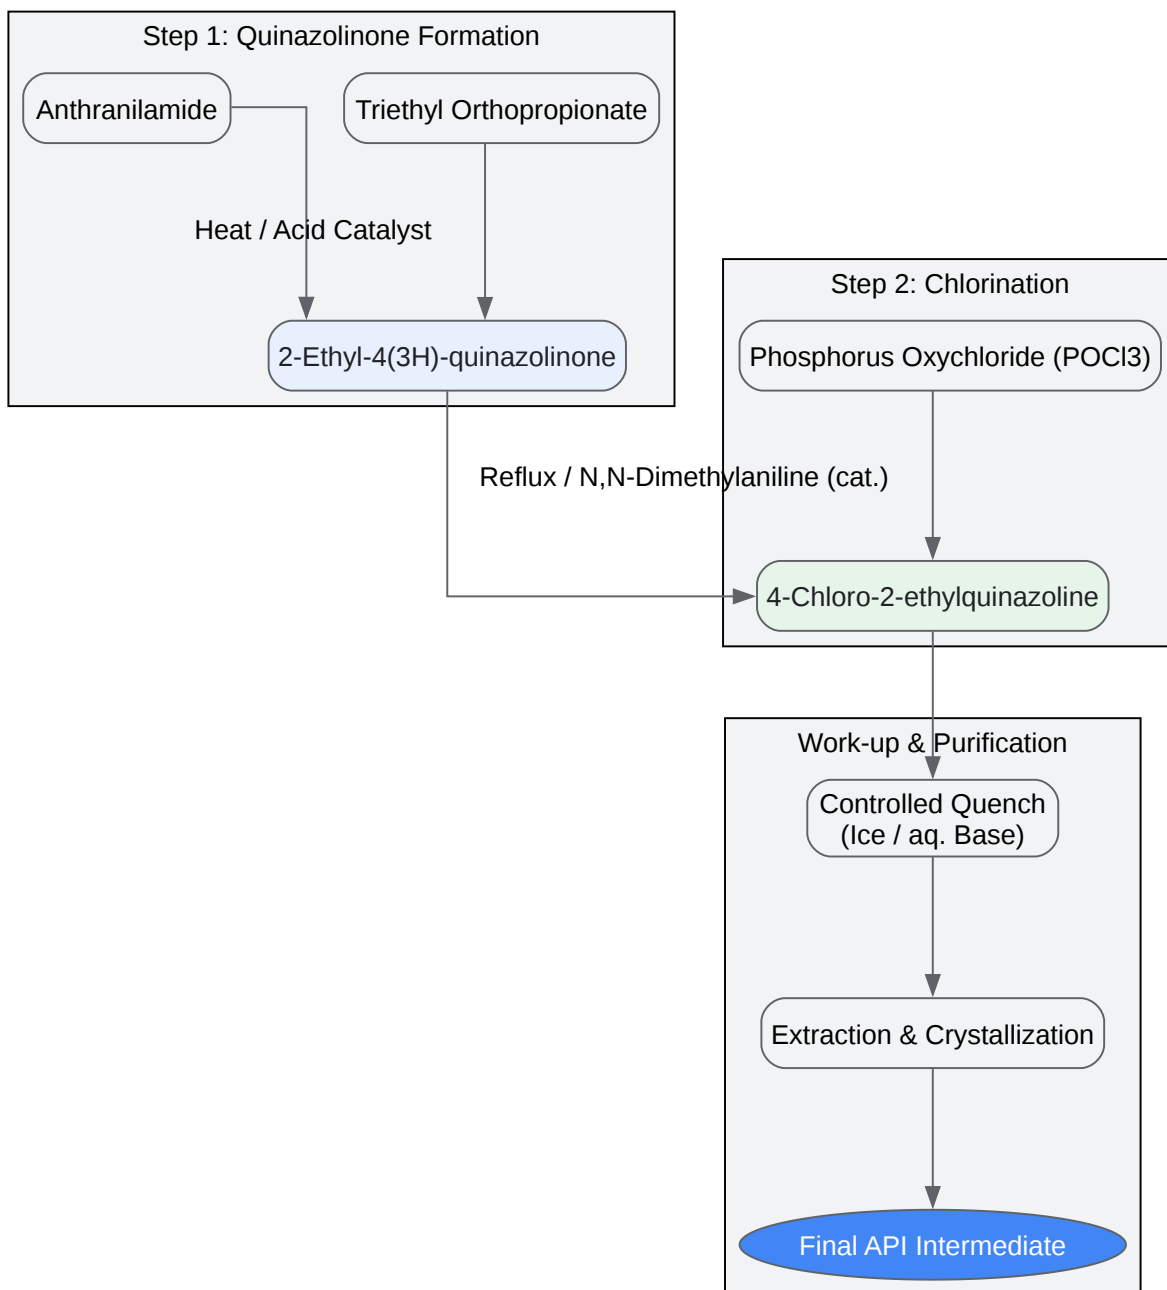 Step 1: Quinazolinone Formation
Anthranilamide
Triethyl Orthopropionate
Heat / Acid Catalyst
2-Ethyl-4(3H)-quinazolinone
Step 2: Chlorination
Phosphorus Oxychloride (POCl3)
Reflux / N,N-Dimethylaniline (cat.)
4-Chloro-2-ethylquinazoline
Work-up & Purification
Controlled Quench
(Ice / aq. Base)
Extraction & Crystallization
Final API Intermediate